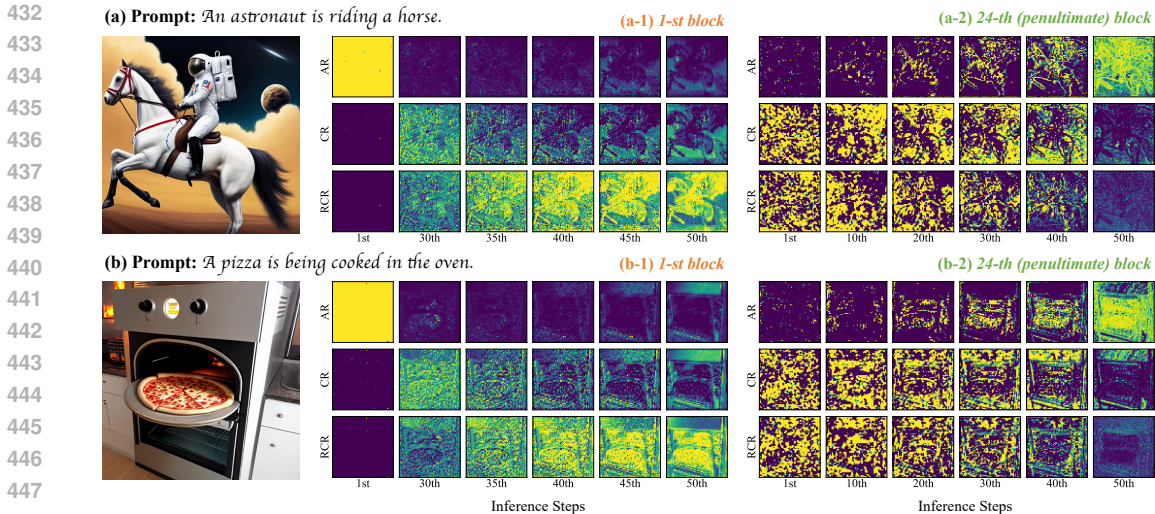 432
433
434
435
436
437
438
439
440
441
442
443
444
445
446
447
(a) Prompt: An astronaut is riding a horse.
(a-1) 1-st block
(a-2) 24-th (penultimate) block
AR
CR
RCR
1st 30th 35th 40th 45th 50th
AR
CR
RCR
1st 10th 20th 30th 40th 50th
(b) Prompt: A pizza is being cooked in the oven.
(b-1) 1-st block
(b-2) 24-th (penultimate) block
AR
CR
RCR
1st 30th 35th 40th 45th 50th
Inference Steps
AR
CR
RCR
1st 10th 20th 30th 40th 50th
Inference Steps